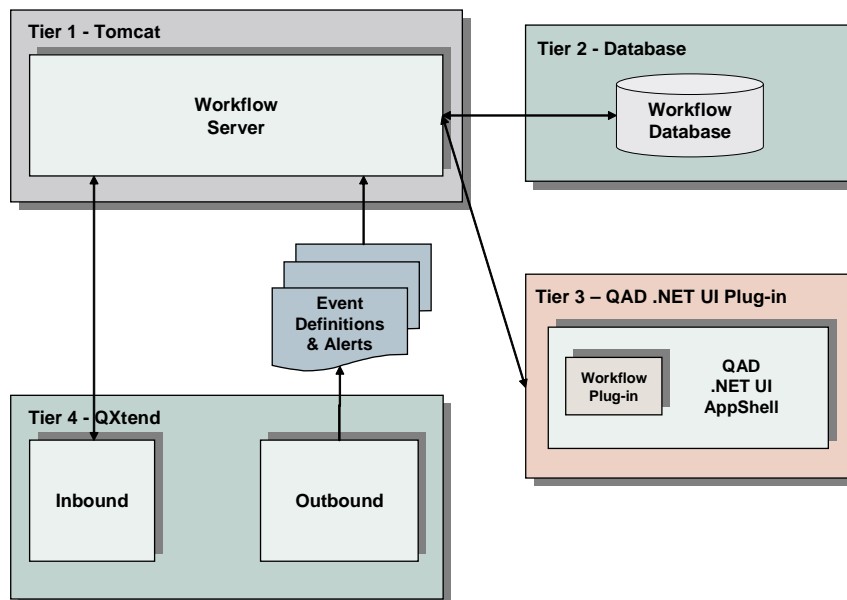 Tier 1 - Tomcat
Workflow
Server
Tier 2 - Database
Workflow
Database
Event
Definitions
& Alerts
Tier 3 – QAD .NET UI Plug-in
Workflow
Plug-in
QAD
.NET UI
AppShell
Tier 4 - QXtend
Inbound
Outbound